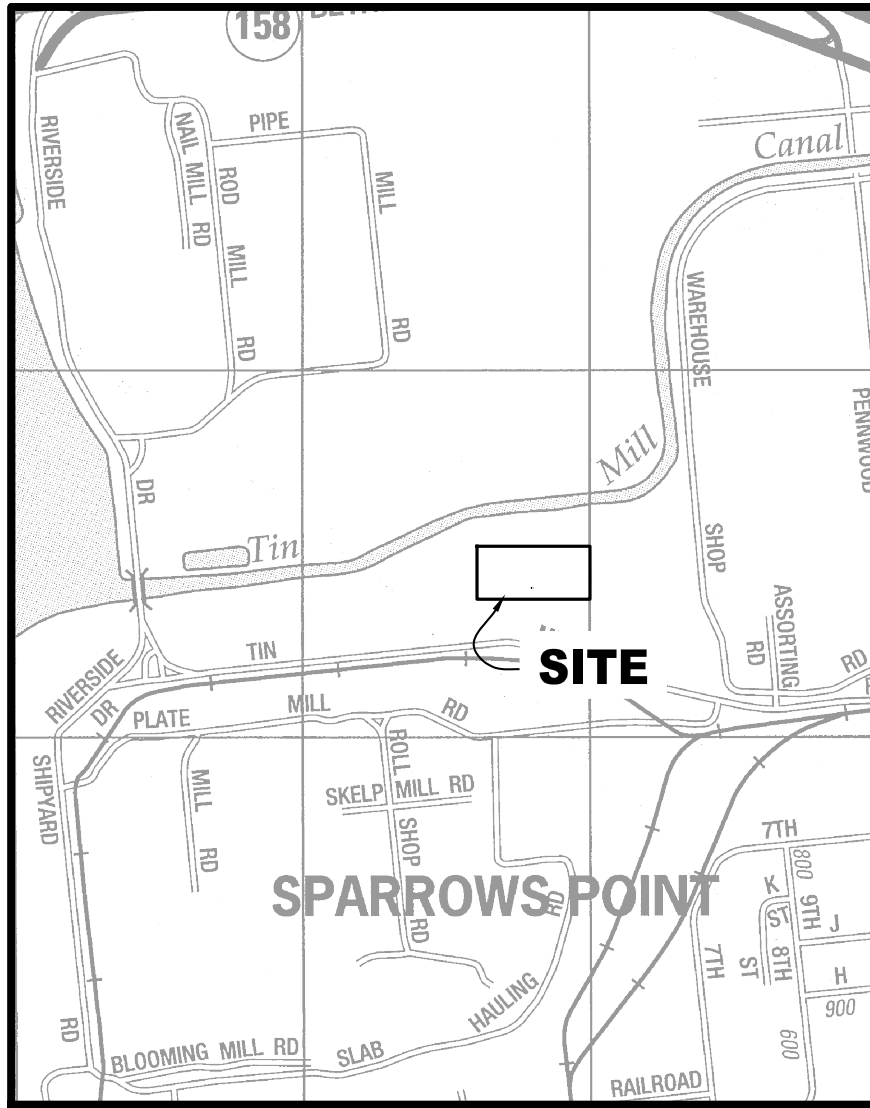 158
RIVERSIDE
NAIL MILL RD
PIPE
MILL
RD
ROD
MILL
RD
Canal
WAREHOUSE
PENNWOOD
DR
Mill
Tin
SHOP
ASSORTING
RD
RD
TIN
SITE
RIVERSIDE
DR
PLATE
MILL
RD
SHIPYARD
MILL
RD
ROLL
SKELP MILL RD
SHOP
RD
7TH
800
SPARROWS POINT
K
ST
9TH
J
RD
7TH
ST
8TH
H
900
HAULING
RD
600
BLOOMING MILL RD
SLAB
RAILROAD